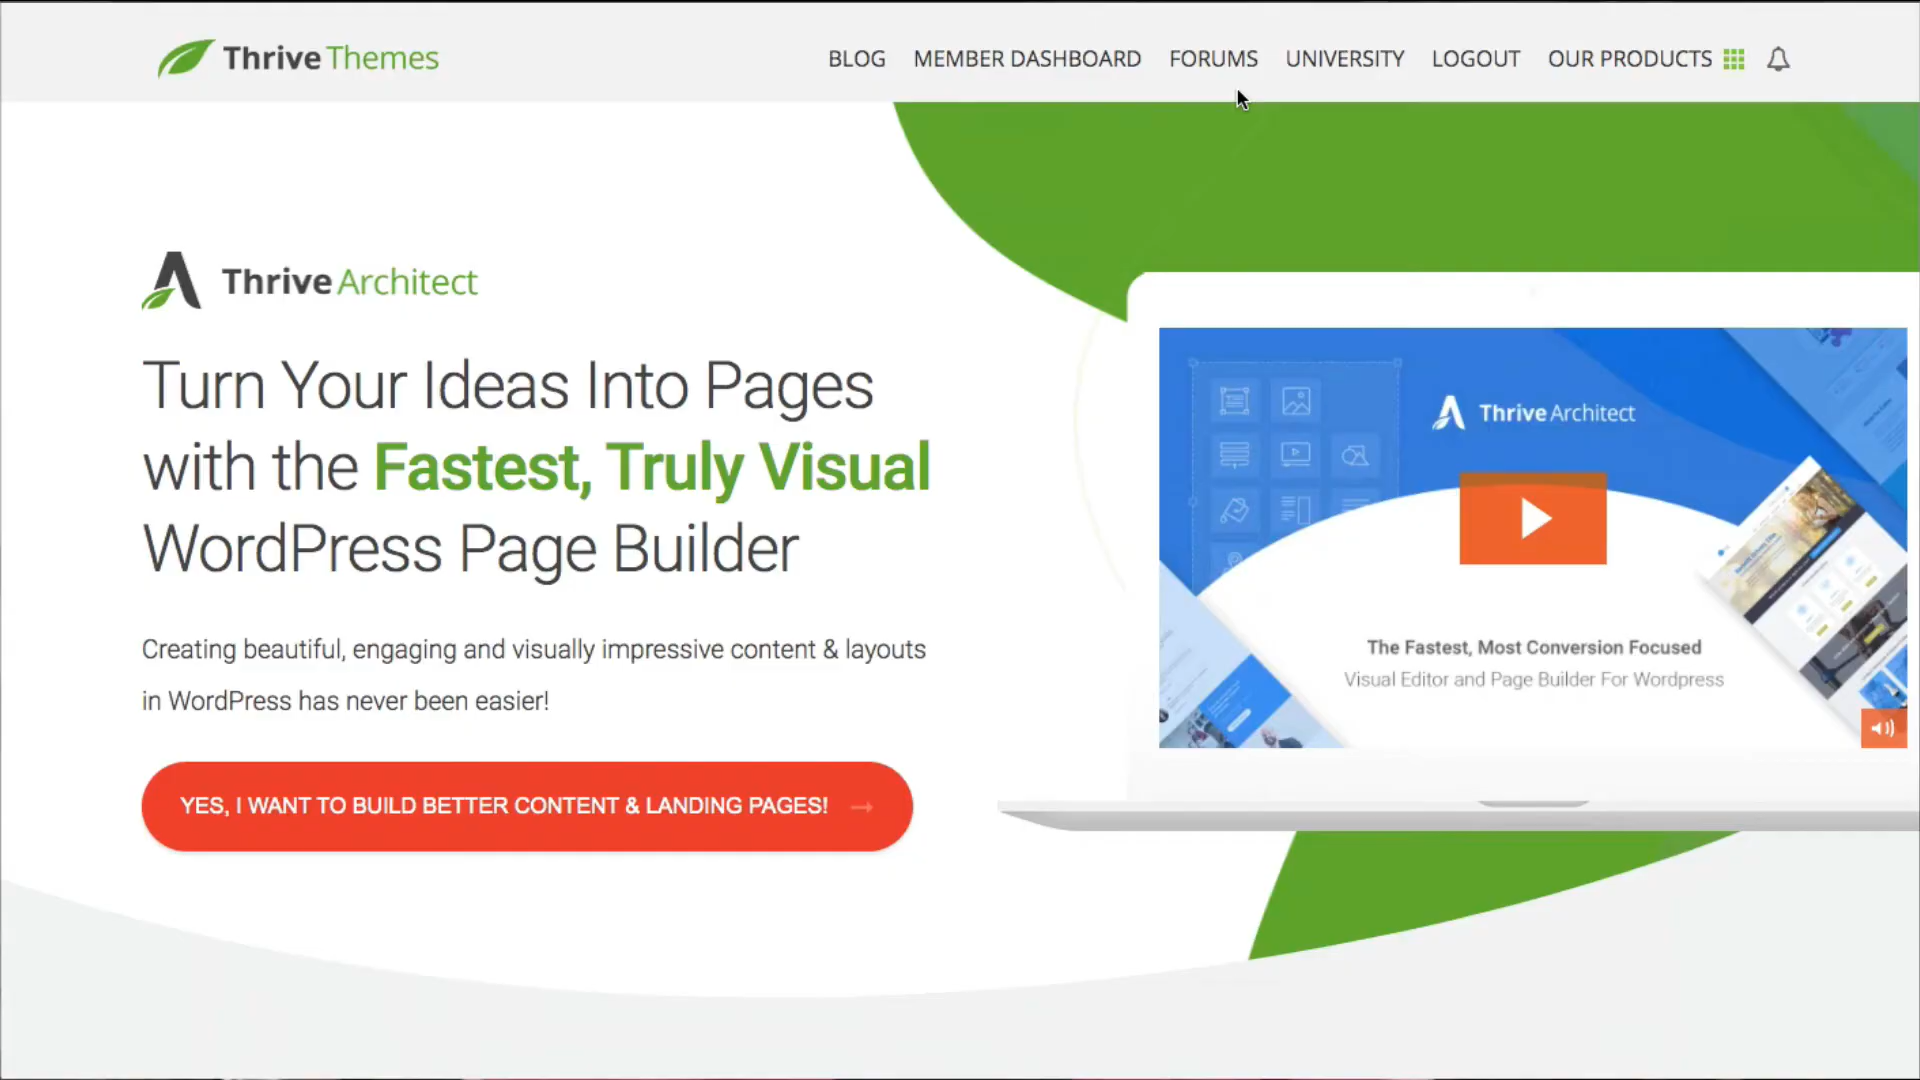 Thrive Themes
BLOG MEMBER DASHBOARD FORUMS UNIVERSITY LOGOUT OUR PRODUCTS
Thrive Architect
Turn Your Ideas Into Pages
with the Fastest, Truly Visual
WordPress Page Builder
Creating beautiful, engaging and visually impressive content & layouts
in WordPress has never been easier!
YES, I WANT TO BUILD BETTER CONTENT & LANDING PAGES! →
Thrive Architect
The Fastest, Most Conversion Focused
Visual Editor and Page Builder For Wordpress